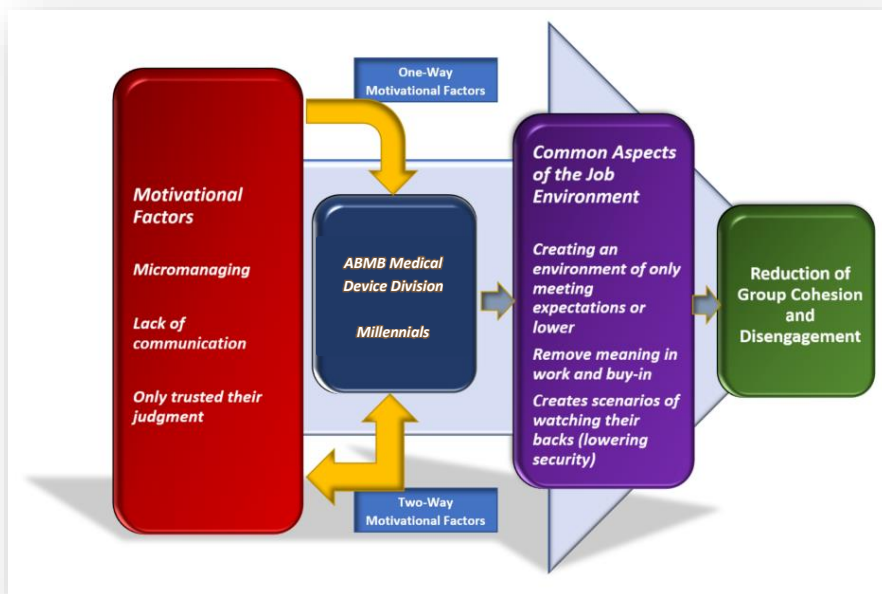 One-Way
Motivational Factors
Motivational
Factors
Micromanaging
Lack of
communication
Only trusted their
judgment
ABMB Medical
Device Division
Millennials
Two-Way
Motivational Factors
Common Aspects
of the Job
Environment
Creating an
environment of only
meeting
expectations or
lower
Remove meaning in
work and buy-in
Creates scenarios of
watching their
backs (lowering
security)
Reduction of
Group Cohesion
and
Disengagement